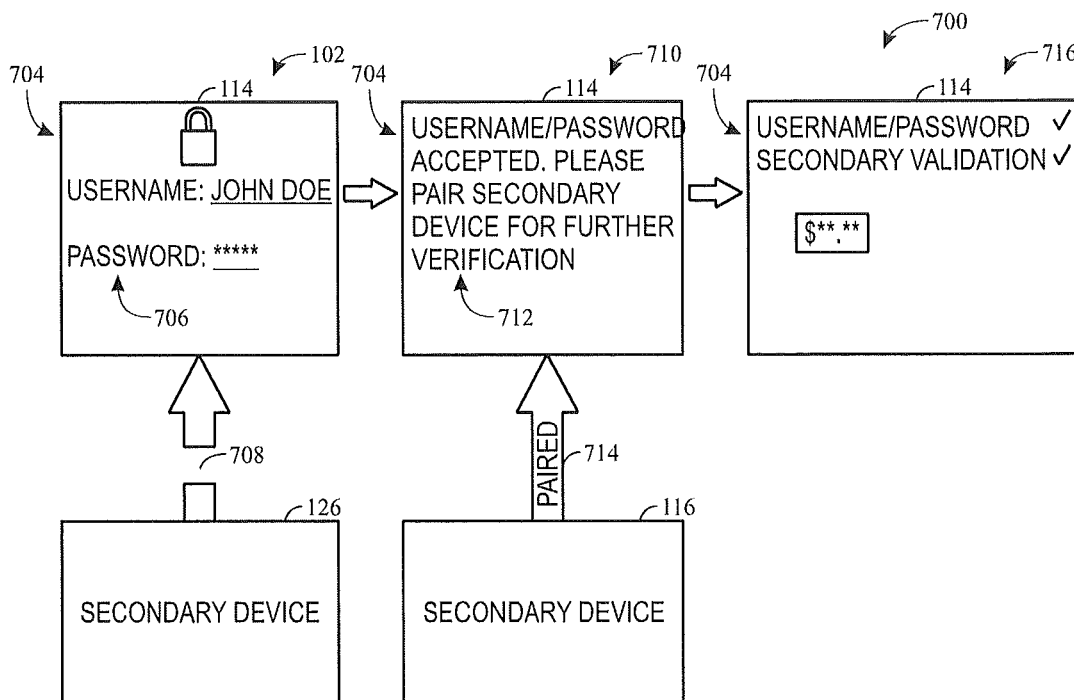 700
102
710
716
704
114
704
114
704
114
USERNAME: JOHN DOE
PASSWORD: *****
706
USERNAME/PASSWORD
ACCEPTED. PLEASE
PAIR SECONDARY
DEVICE FOR FURTHER
VERIFICATION
712
USERNAME/PASSWORD ✓
SECONDARY VALIDATION ✓
$**.**
708
PAIRED
714
126
SECONDARY DEVICE
116
SECONDARY DEVICE